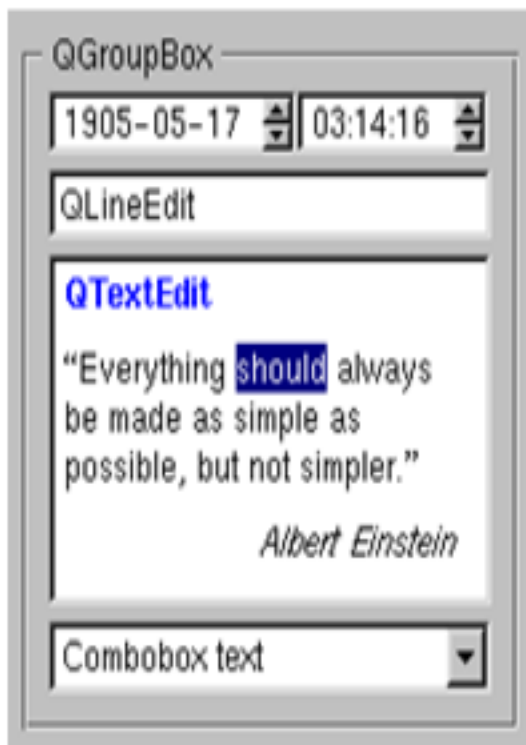 QGroupBox
1905-05-17 03:14:16
QLineEdit
QTextEdit
“Everything should always
be made as simple as
possible, but not simpler.”
Albert Einstein
Combobox text